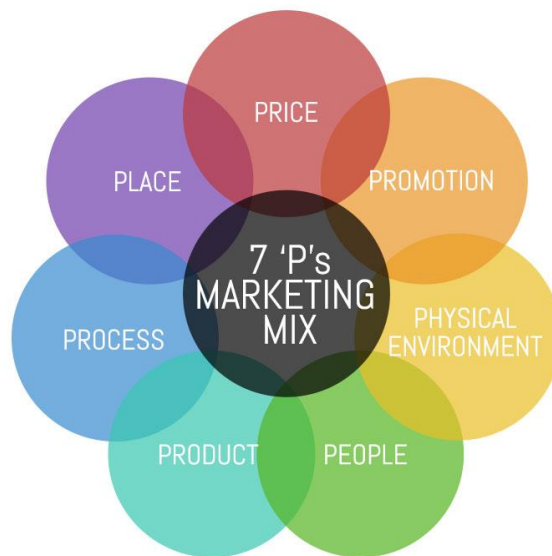 PRICE
PROMOTION
PHYSICAL
ENVIRONMENT
PEOPLE
PRODUCT
PROCESS
PLACE
7 ‘P’s
MARKETING
MIX